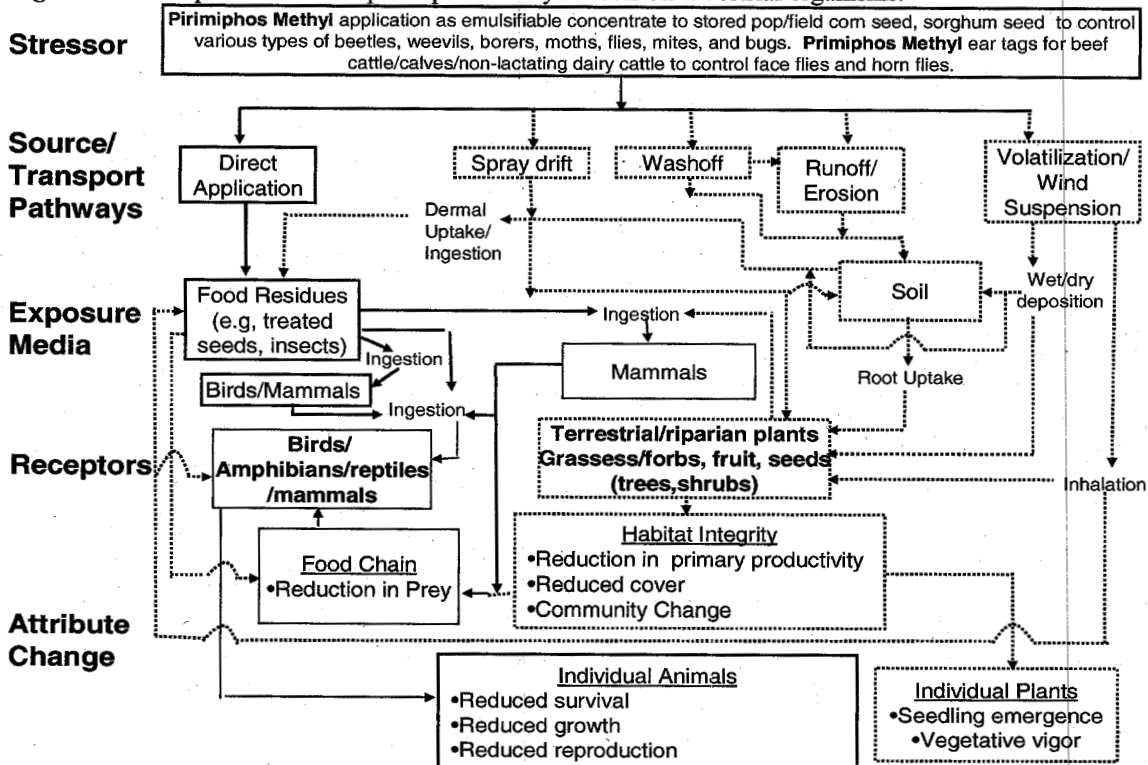 Pirimiphos Methyl application as emulsifiable concentrate to stored pop/field corn seed, sorghum seed to control
various types of beetles, weevils, borers, moths, flies, mites, and bugs. Primiphos Methyl ear tags for beef
cattle/calves/non-lactating dairy cattle to control face flies and horn flies.
Stressor
Source/
Transport
Pathways
Direct
Application
Spray drift
Washoff
Runoff/
Erosion
Volatilization/
Wind
Suspension
Dermal
Uptake/
Ingestion
Exposure
Media
Food Residues
(e.g, treated
seeds, insects)
Ingestion
Soil
Wet/dry
deposition
Ingestion
Mammals
Root Uptake
Birds/Mammals
Ingestion
Receptors
Birds/
Amphibians/reptiles
/mammals
Terrestrial/riparian plants
Grassess/forbs, fruit, seeds
(trees,shrubs)
Inhalation
Food Chain
•Reduction in Prey
Habitat Integrity
•Reduction in primary productivity
•Reduced cover
•Community Change
Attribute
Change
Individual Animals
•Reduced survival
•Reduced growth
•Reduced reproduction
Individual Plants
•Seedling emergence
•Vegetative vigor